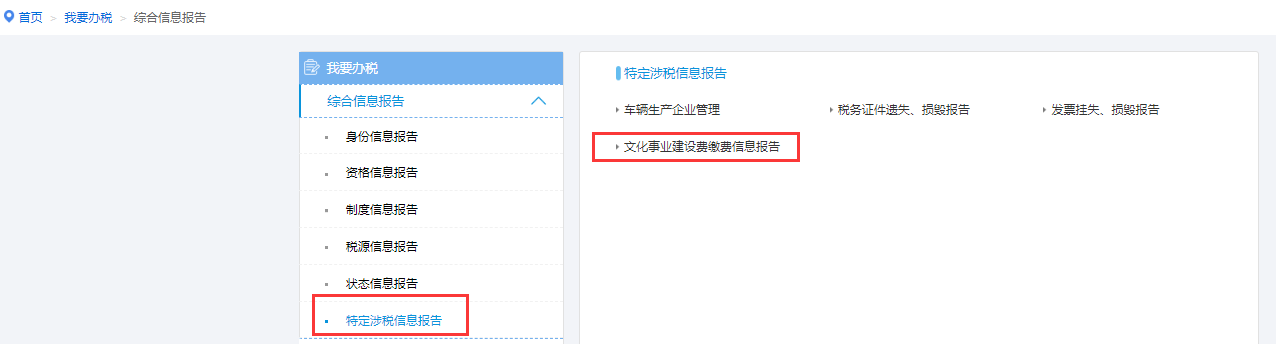 首页 > 我要办税 > 综合信息报告
我要办税
综合信息报告
身份信息报告
资格信息报告
制度信息报告
税源信息报告
状态信息报告
特定涉税信息报告
特定涉税信息报告
车辆生产企业管理 税务证件遗失、损毁报告 发票挂失、损毁报告
文化事业建设费缴费信息报告